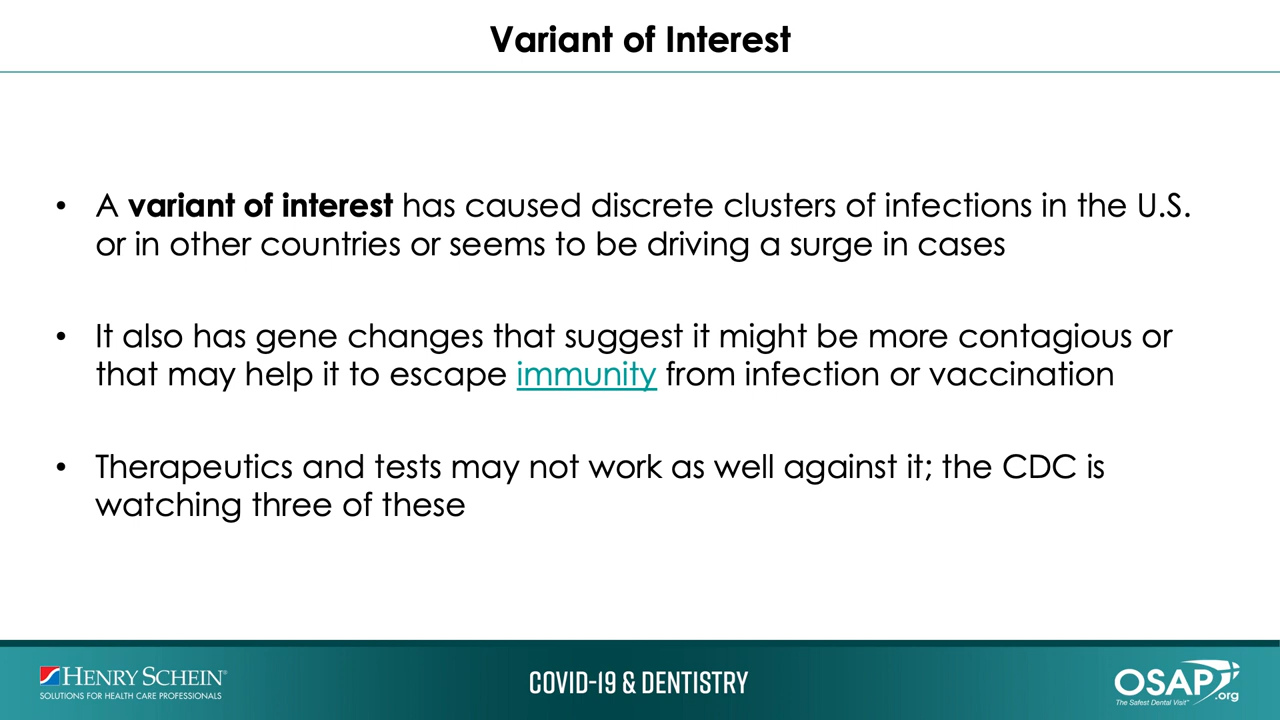 Variant of Interest
• A variant of interest has caused discrete clusters of infections in the U.S.
or in other countries or seems to be driving a surge in cases
• It also has gene changes that suggest it might be more contagious or
that may help it to escape immunity from infection or vaccination
• Therapeutics and tests may not work as well against it; the CDC is
watching three of these
HENRY SCHEIN®
SOLUTIONS FOR HEALTH CARE PROFESSIONALS
COVID-19 & DENTISTRY
OSAP.org
The Safest Dental Visit™